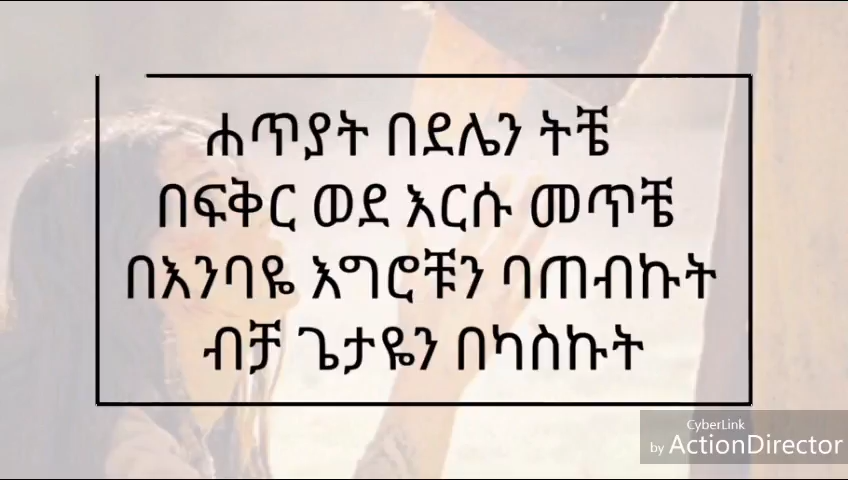 ሐጥያት በደሌን ትቼ
በፍቅር ወደ እርሱ መጥቼ
በእንባዬ እግሮቹን ባጠብኩት
ብቻ ጌታዬን በካስኩት
CyberLink
by ActionDirector